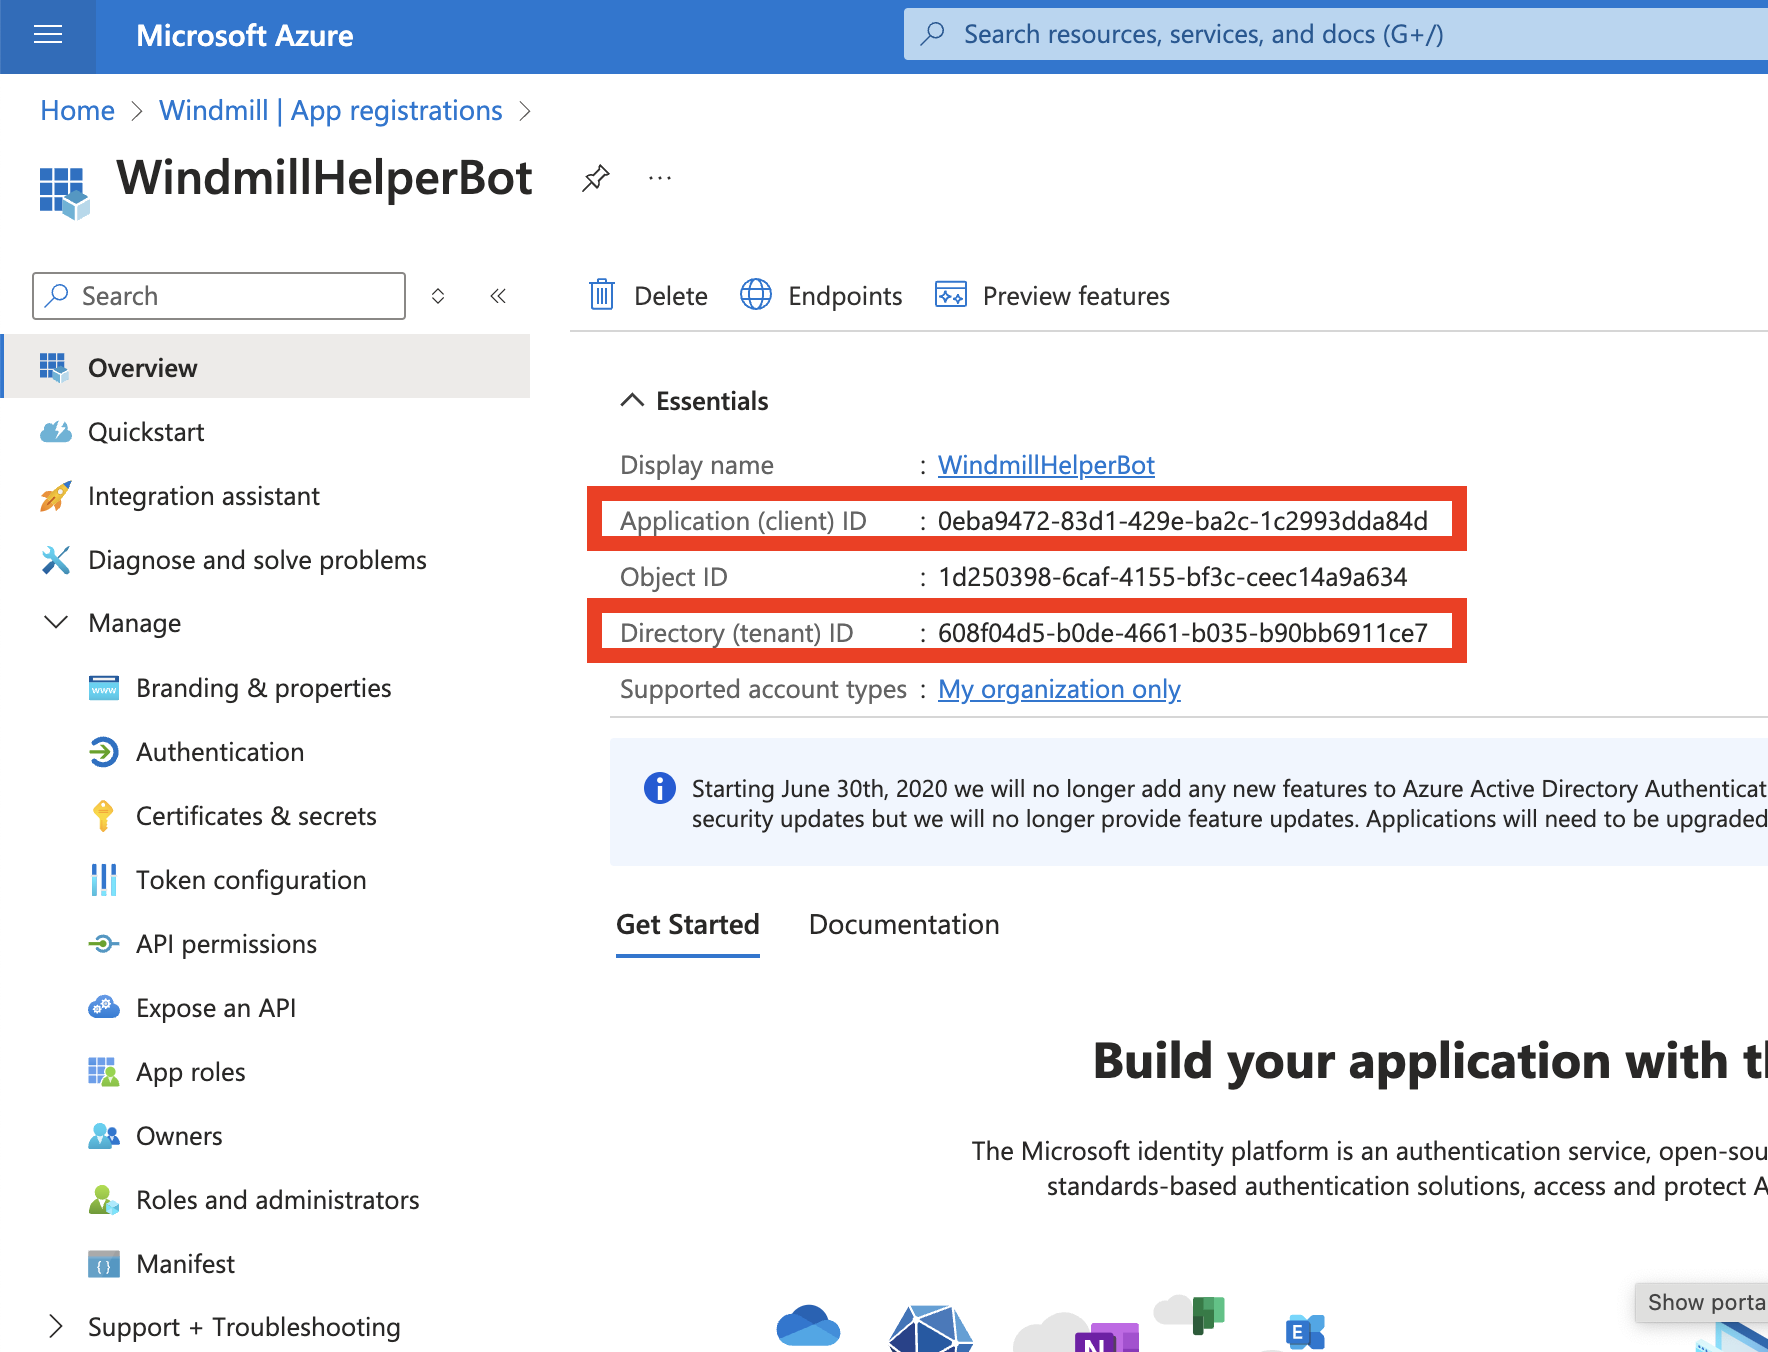 Microsoft Azure
Search resources, services, and docs (G+/)
Home > Windmill | App registrations >
WindmillHelperBot
...
Search
Delete
Endpoints
Preview features
Overview
Quickstart
Integration assistant
Diagnose and solve problems
Manage
Branding & properties
Authentication
Certificates & secrets
Token configuration
API permissions
Expose an API
App roles
Owners
Roles and administrators
Manifest
Support + Troubleshooting
Essentials
Display name : WindmillHelperBot
Application (client) ID : 0eba9472-83d1-429e-ba2c-1c2993dda84d
Object ID : 1d250398-6caf-4155-bf3c-ceec14a9a634
Directory (tenant) ID : 608f04d5-b0de-4661-b035-b90bb6911ce7
Supported account types : My organization only
Starting June 30th, 2020 we will no longer add any new features to Azure Active Directory Authenticat
security updates but we will no longer provide feature updates. Applications will need to be upgraded
Get Started
Documentation
Build your application with th
The Microsoft identity platform is an authentication service, open-sou
standards-based authentication solutions, access and protect A
Show porta